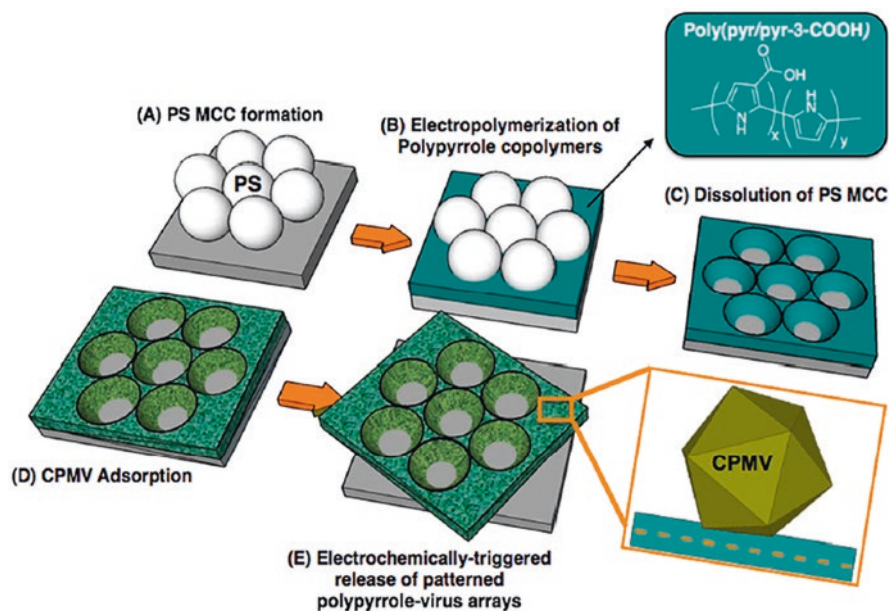 Poly(pyr/pyr-3-COOH)
O
OH
N
H
x
H
N
y
(A) PS MCC formation
PS
(B) Electropolymerization of
Polypyrrole copolymers
(C) Dissolution of PS MCC
(D) CPMV Adsorption
(E) Electrochemically-triggered
release of patterned
polypyrrole-virus arrays
CPMV